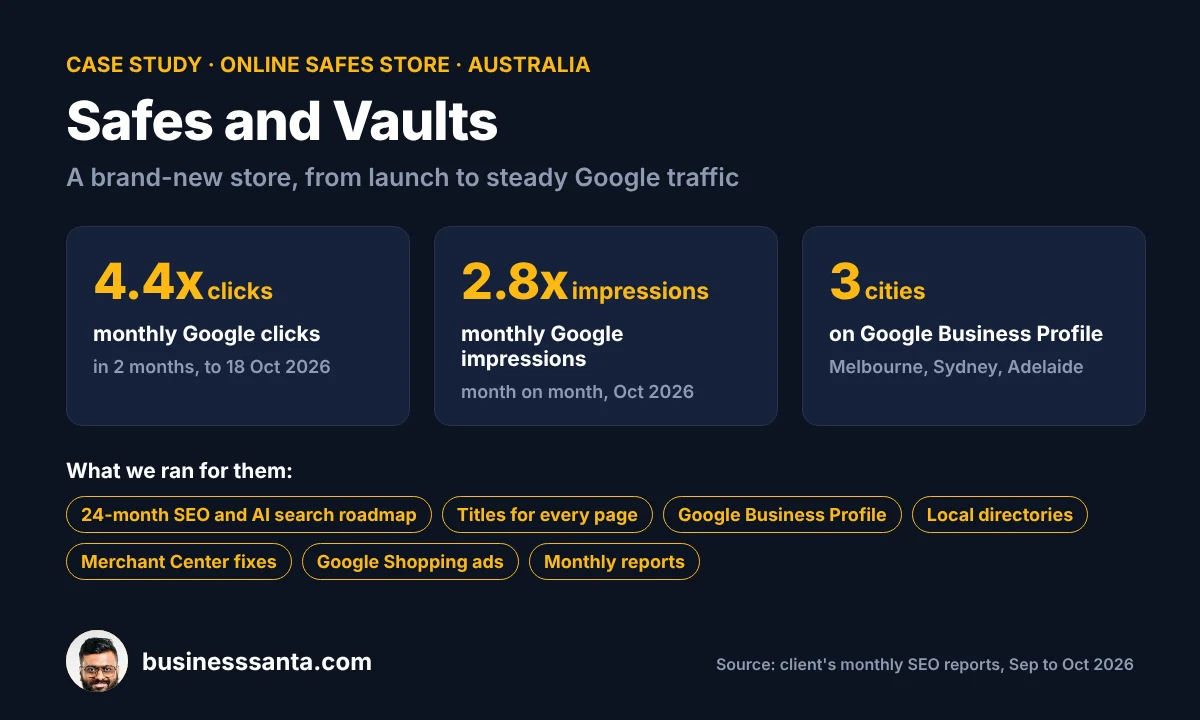 CASE STUDY · ONLINE SAFES STORE · AUSTRALIA
Safes and Vaults
A brand-new store, from launch to steady Google traffic
4.4x clicks
monthly Google clicks
in 2 months, to 18 Oct 2026
2.8x impressions
monthly Google
impressions
month on month, Oct 2026
3 cities
on Google Business Profile
Melbourne, Sydney, Adelaide
What we ran for them:
24-month SEO and AI search roadmap
Titles for every page
Google Business Profile
Local directories
Merchant Center fixes
Google Shopping ads
Monthly reports
businesssanta.com
Source: client's monthly SEO reports, Sep to Oct 2026